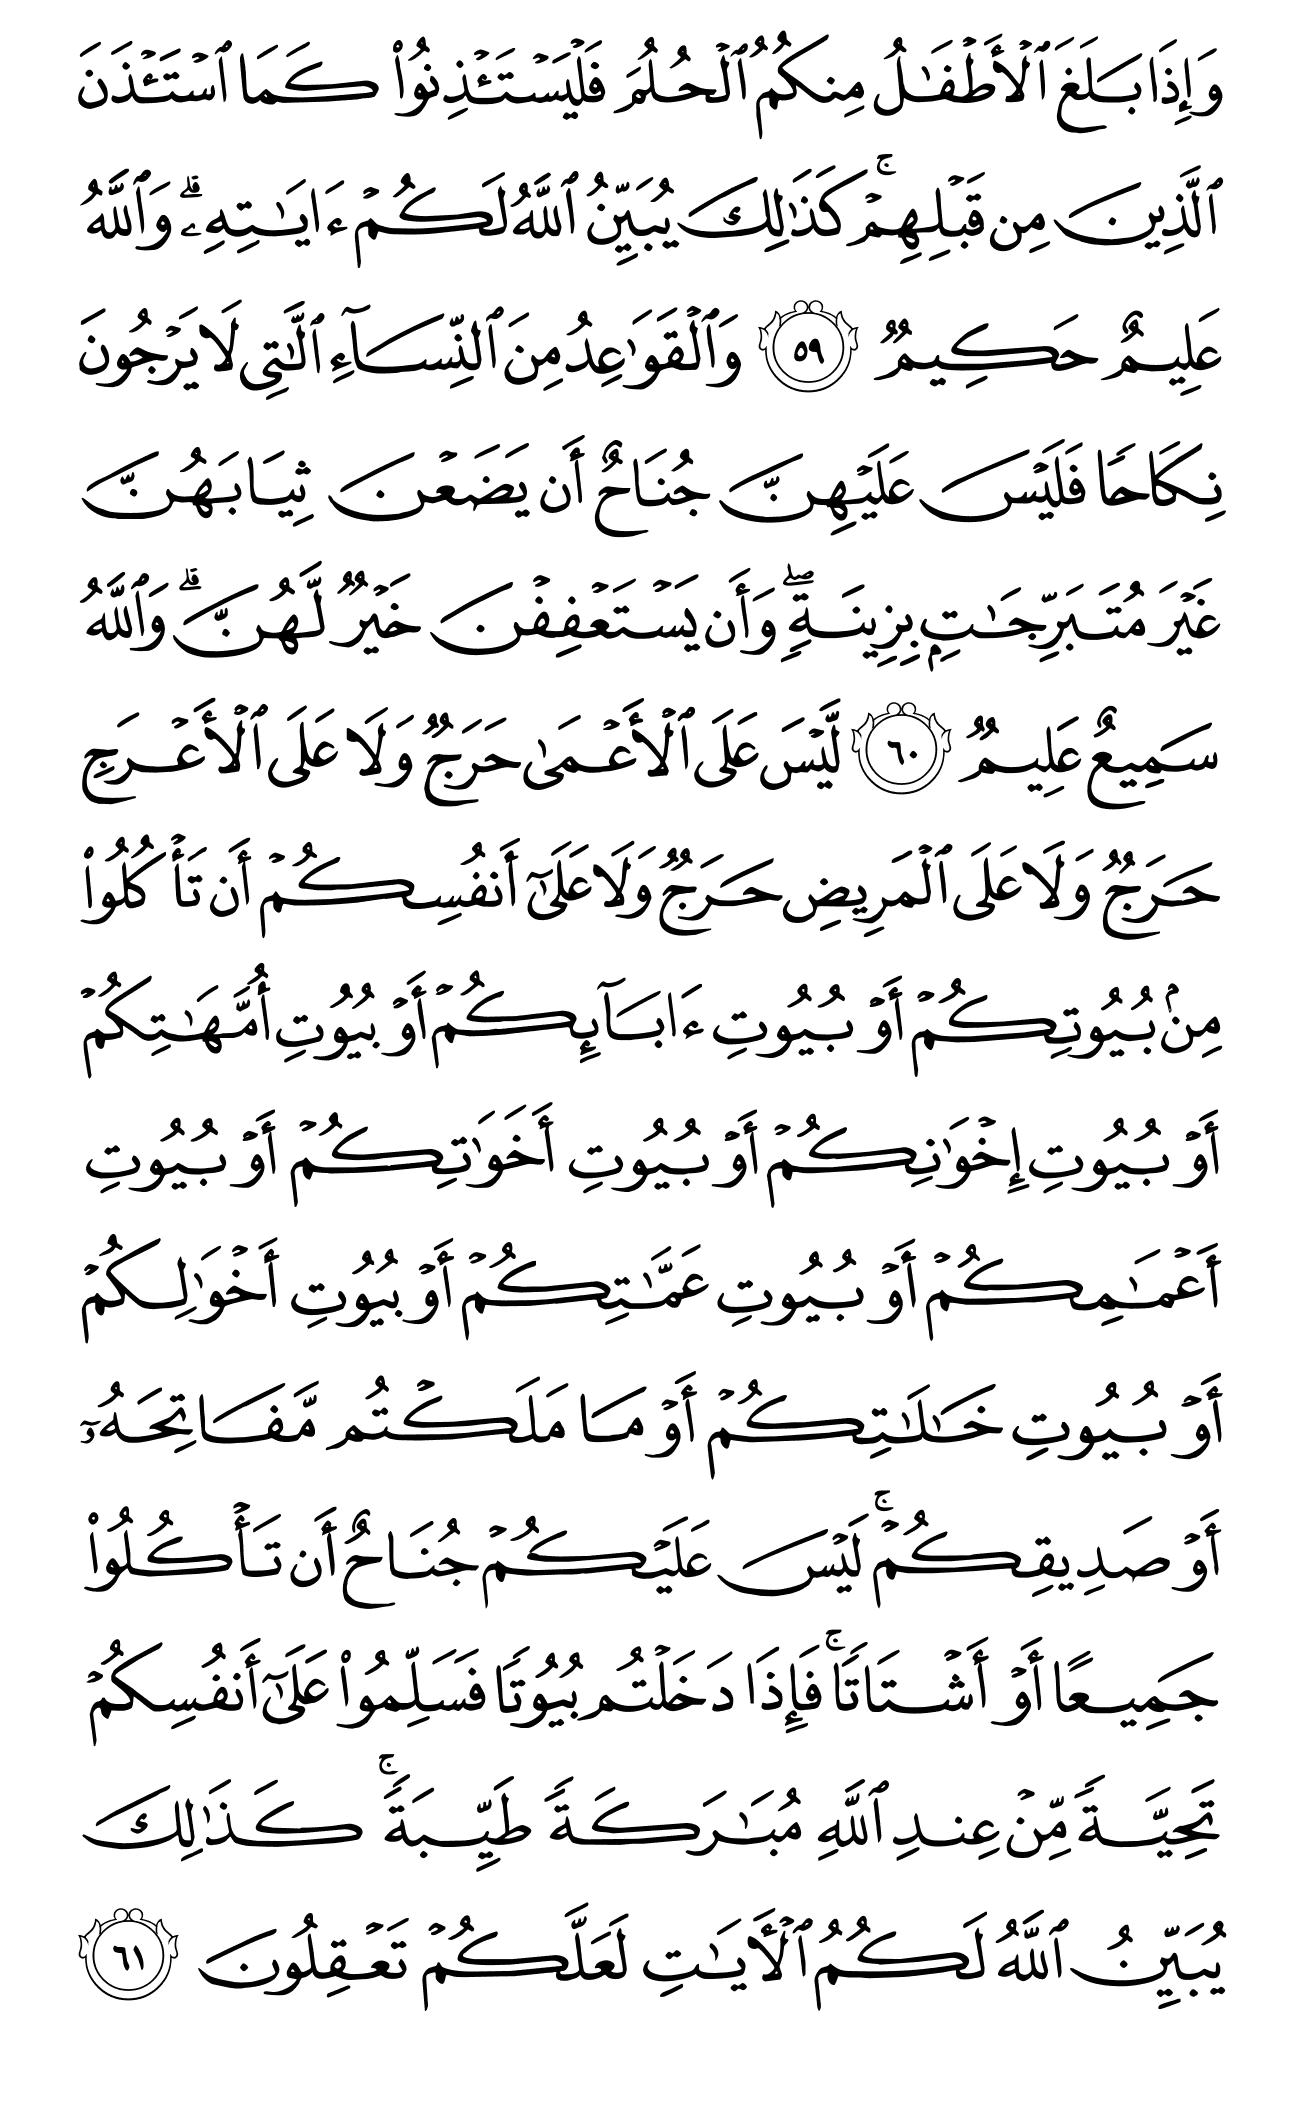 وَإِذَا بَلَغَ ٱلْأَطْفَـٰلُ مِنكُمُ ٱلْحُلُمَ فَلْيَسْتَـْٔذِنُوا۟ كَمَا ٱسْتَـْٔذَنَ
ٱلَّذِينَ مِن قَبْلِهِمْ ۚ كَذَٰلِكَ يُبَيِّنُ ٱللَّهُ لَكُمْ ءَايَـٰتِهِۦ ۗ وَٱللَّهُ
عَلِيمٌ حَكِيمٌ ٥٩ وَٱلْقَوَٰعِدُ مِنَ ٱلنِّسَآءِ ٱلَّـٰتِى لَا يَرْجُونَ
نِكَاحًا فَلَيْسَ عَلَيْهِنَّ جُنَاحٌ أَن يَضَعْنَ ثِيَابَهُنَّ
غَيْرَ مُتَبَرِّجَـٰتٍۭ بِزِينَةٍ ۖ وَأَن يَسْتَعْفِفْنَ خَيْرٌ لَّهُنَّ ۗ وَٱللَّهُ
سَمِيعٌ عَلِيمٌ ٦٠ لَّيْسَ عَلَى ٱلْأَعْمَىٰ حَرَجٌ وَلَا عَلَى ٱلْأَعْرَجِ
حَرَجٌ وَلَا عَلَى ٱلْمَرِيضِ حَرَجٌ وَلَا عَلَىٰٓ أَنفُسِكُمْ أَن تَأْكُلُوا۟
مِنۢ بُيُوتِكُمْ أَوْ بُيُوتِ ءَابَآئِكُمْ أَوْ بُيُوتِ أُمَّهَـٰتِكُمْ
أَوْ بُيُوتِ إِخْوَٰنِكُمْ أَوْ بُيُوتِ أَخَوَٰتِكُمْ أَوْ بُيُوتِ
أَعْمَـٰمِكُمْ أَوْ بُيُوتِ عَمَّـٰتِكُمْ أَوْ بُيُوتِ أَخْوَٰلِكُمْ
أَوْ بُيُوتِ خَـٰلَـٰتِكُمْ أَوْ مَا مَلَكْتُم مَّفَاتِحَهُۥٓ
أَوْ صَدِيقِكُمْ ۚ لَيْسَ عَلَيْكُمْ جُنَاحٌ أَن تَأْكُلُوا۟
جَمِيعًا أَوْ أَشْتَاتًا ۚ فَإِذَا دَخَلْتُم بُيُوتًا فَسَلِّمُوا۟ عَلَىٰٓ أَنفُسِكُمْ
تَحِيَّةً مِّنْ عِندِ ٱللَّهِ مُبَـٰرَكَةً طَيِّبَةً ۚ كَذَٰلِكَ
يُبَيِّنُ ٱللَّهُ لَكُمُ ٱلْأَيَـٰتِ لَعَلَّكُمْ تَعْقِلُونَ ٦١